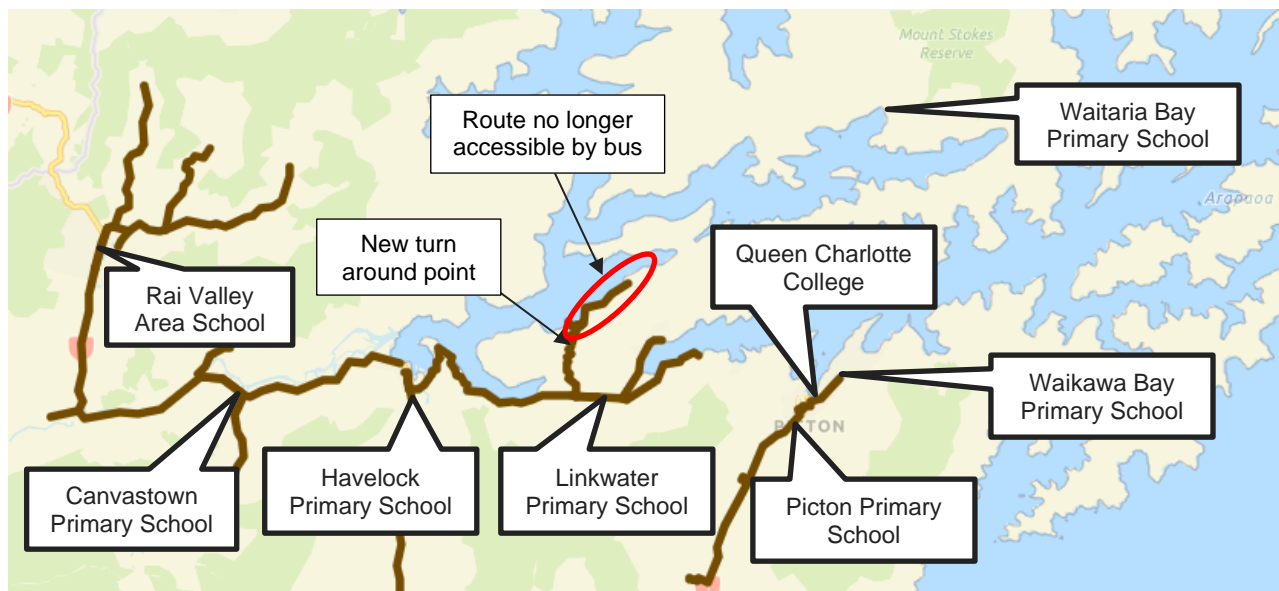 Mount Stokes
Reserve
Waitaria Bay
Primary School
Route no longer
accessible by bus
Arapaoa
New turn
around point
Queen Charlotte
College
Rai Valley
Area School
Waikawa Bay
Primary School
PICTON
Havelock
Primary School
Linkwater
Primary School
Canvastown
Primary School
Picton Primary
School